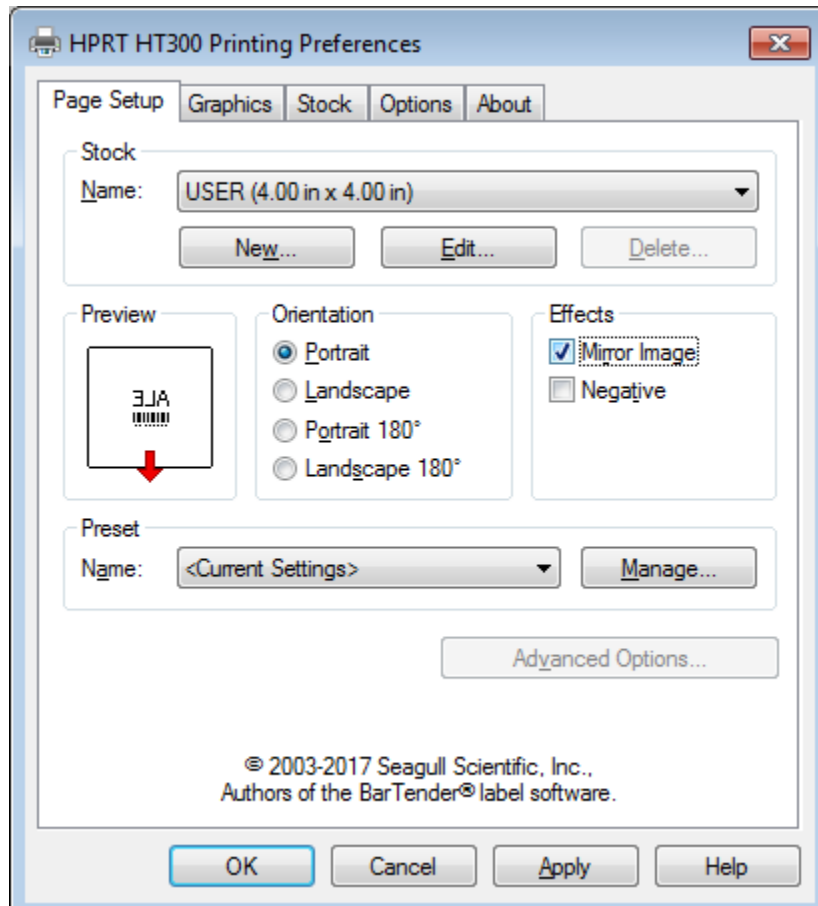 HPRT HT300 Printing Preferences
Page Setup Graphics Stock Options About
Stock
Name: USER (4.00 in x 4.00 in)
New... Edit... Delete...
Preview Orientation Effects
Portrait Mirror Image
Landscape Negative
Portrait 180°
Landscape 180°
ALE
Preset
Name: <Current Settings> Manage...
Advanced Options...
© 2003-2017 Seagull Scientific, Inc.,
Authors of the BarTender® label software.
OK Cancel Apply Help